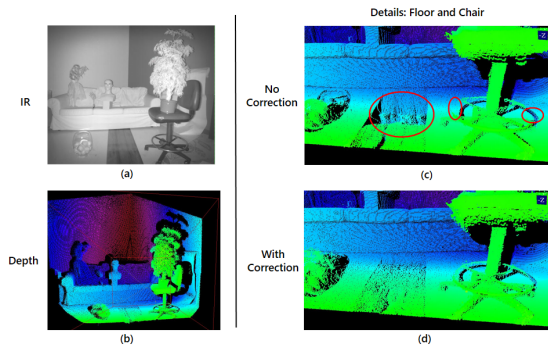 Details: Floor and Chair
IR
No
Correction
-Z
(a)
(c)
Depth
With
Correction
-Z
(b)
(d)